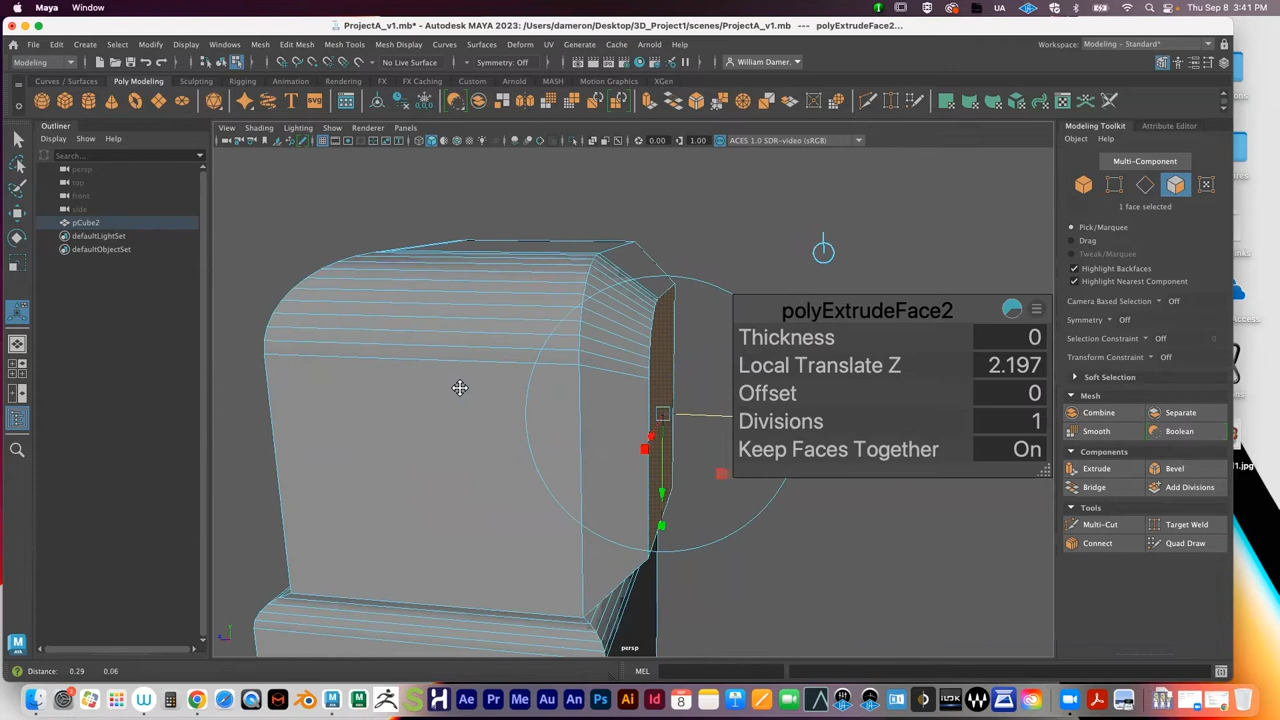 Maya Window UA Thu Sep 8 3:41 PM
ProjectA_v1.mb* - Autodesk MAYA 2023: /Users/dameron/Desktop/3D_Project1/scenes/ProjectA_v1.mb --- polyExtrudeFace2...
File Edit Create Select Modify Display Windows Mesh Edit Mesh Mesh Tools Mesh Display Curves Surfaces Deform UV Generate Cache Arnold Help
Workspace: Modeling - Standard*
Modeling No Live Surface Symmetry: Off William Damer...
Curves / Surfaces Poly Modeling Sculpting Rigging Animation Rendering FX FX Caching Custom Arnold MASH Motion Graphics XGen
Outliner
Display Show Help
Search...
persp
top
front
side
pCube2
defaultLightSet
defaultObjectSet
View Shading Lighting Show Renderer Panels
0.00 1.00 ACES 1.0 SDR-video (sRGB)
polyExtrudeFace2
Thickness 0
Local Translate Z 2.197
Offset 0
Divisions 1
Keep Faces Together On
persp
Modeling Toolkit Attribute Editor
Object Help
Multi-Component
1 face selected
Pick/Marquee
Drag
Tweak/Marquee
Highlight Backfaces
Highlight Nearest Component
Camera Based Selection Off
Symmetry: Off
Selection Constraint Off
Transform Constraint Off
Soft Selection
Mesh
Combine Separate
Smooth Boolean
Components
Extrude Bevel
Bridge Add Divisions
Tools
Multi-Cut Target Weld
Connect Quad Draw
Distance: 0.29 0.06 MEL